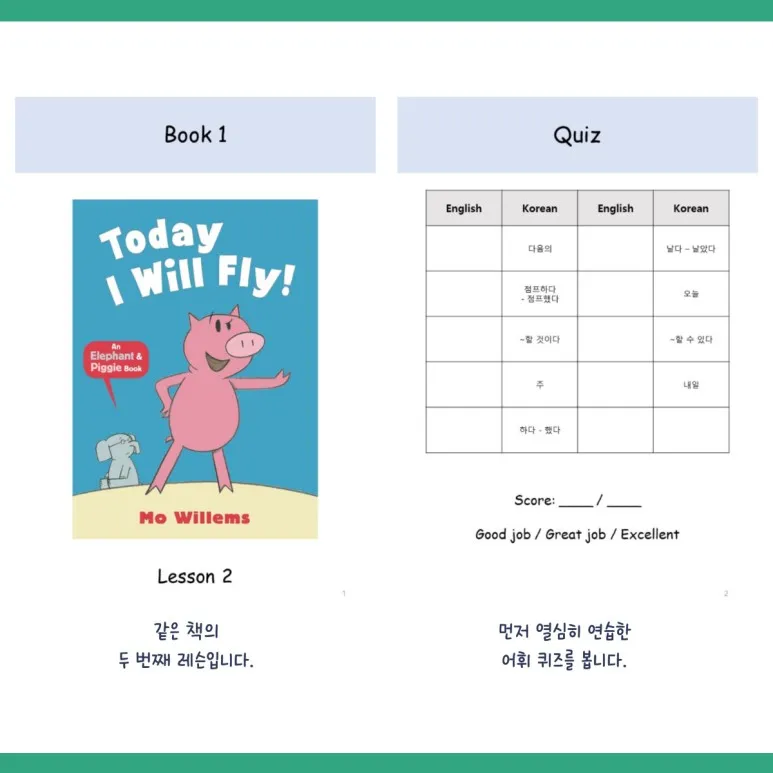 Book 1
Today
I Will Fly!
An
Elephant &
Piggie Book
Mo Willems
Lesson 2
1
같은 책의
두 번째 레슨입니다.
Quiz
English Korean English Korean
다음의 날다 - 날았다
점프하다
- 점프했다
오늘
~할 것이다 ~할 수 있다
주 내일
하다 - 했다
Score: ____ / ____
Good job / Great job / Excellent
2
먼저 열심히 연습한
어휘 퀴즈를 봅니다.